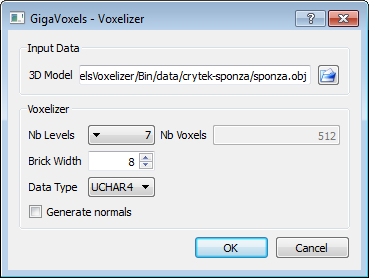 GigaVoxels - Voxelizer
Input Data
3D Model elsVoxelizer/Bin/data/crytek-sponza/sponza.obj
Voxelizer
Nb Levels 7 Nb Voxels 512
Brick Width 8
Data Type UCHAR4
Generate normals
OK Cancel